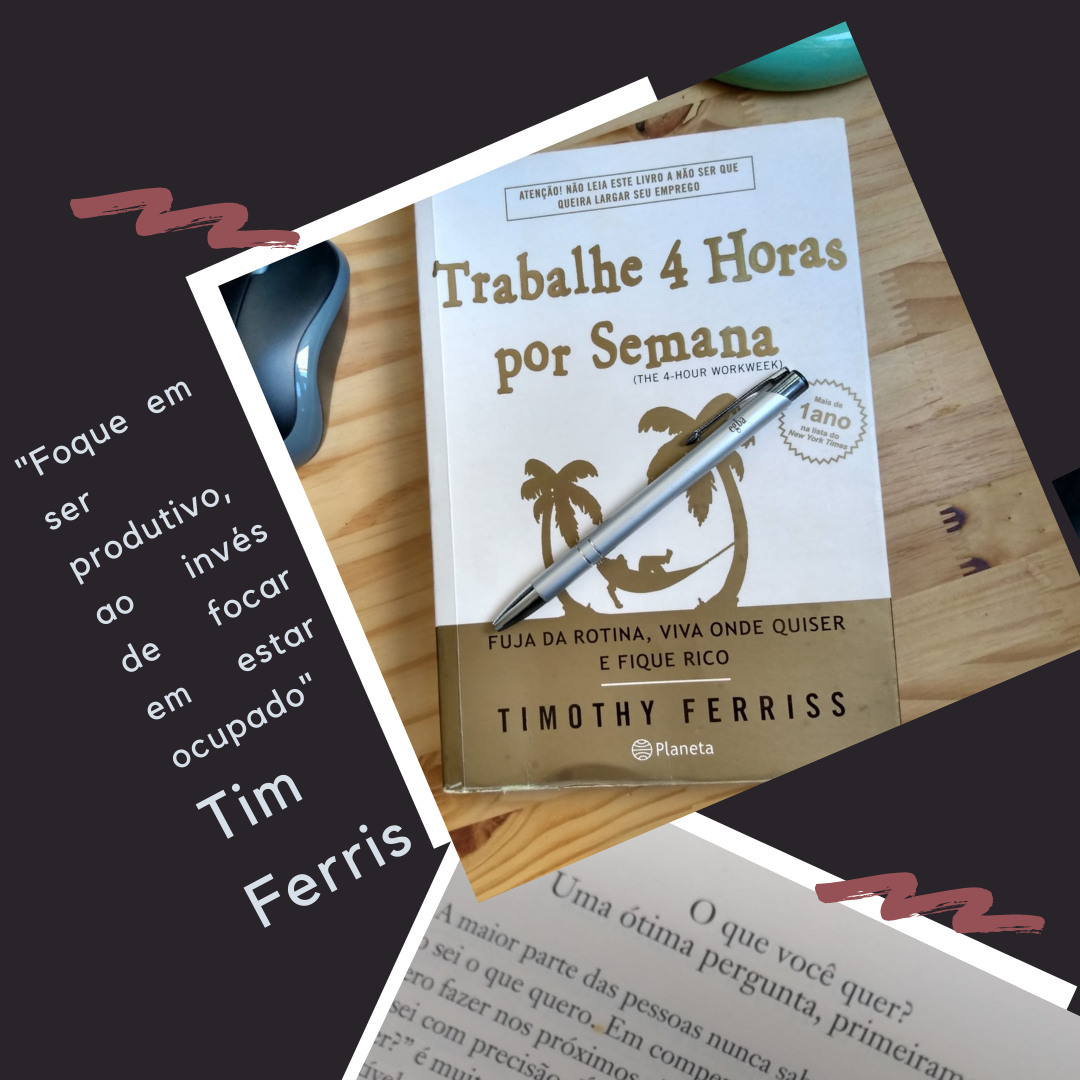 "Foque em
ser
produtivo,
ao invés
de focar
em estar
ocupado"
Tim
Ferris
ATENÇÃO! NÃO LEIA ESTE LIVRO A NÃO SER QUE
QUEIRA LARGAR SEU EMPREGO
Trabalhe 4 Horas
por Semana
(THE 4-HOUR WORKWEEK)
Mais de
1ano
na lista do
New York Times
FUJA DA ROTINA, VIVA ONDE QUISER
E FIQUE RICO
TIMOTHY FERRISS
Planeta
O que você quer?
Uma ótima pergunta, primeiram
A maior parte das pessoas nunca
sei o que quero. Em
fazer nos próximos
sei com precisão
é